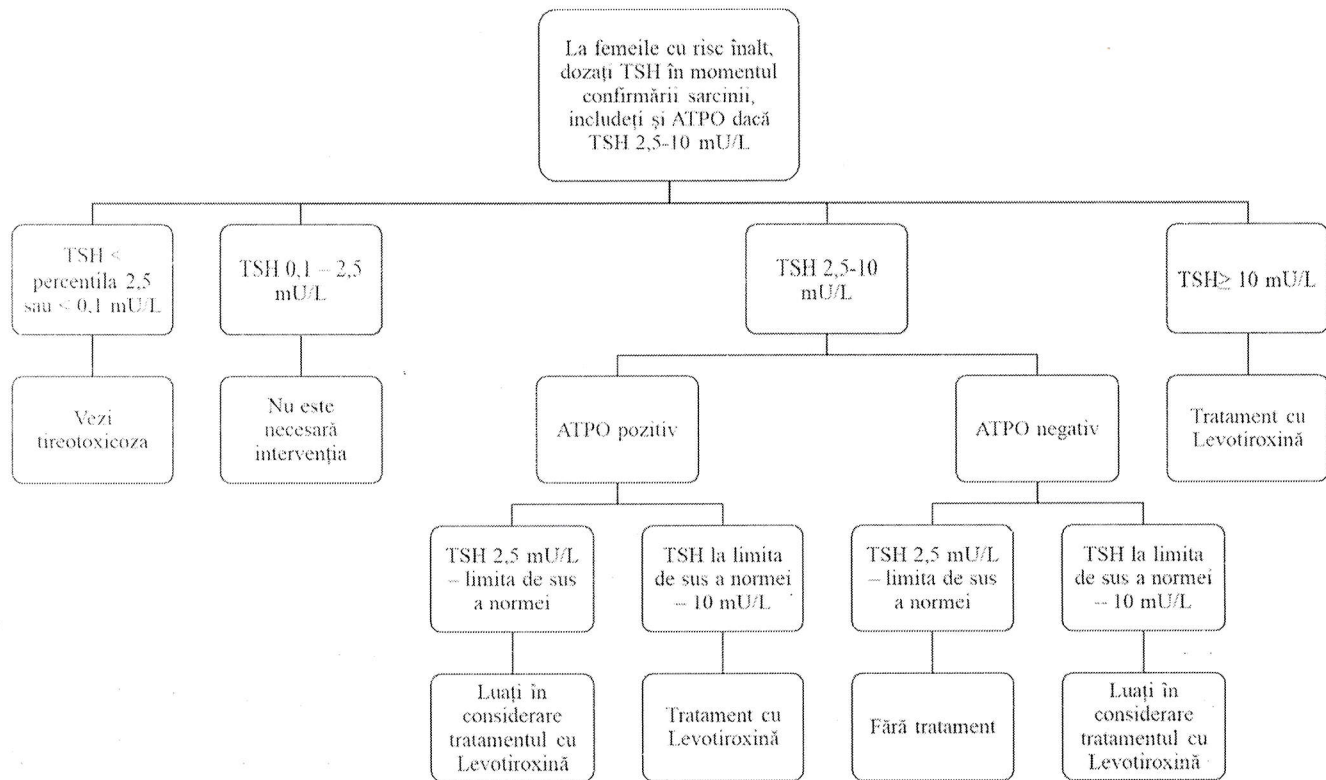 La femeile cu risc înalt,
dozați TSH în momentul
confirmării sarcinii,
includeți și ATPO dacă
TSH 2,5-10 mU/L
TSH <
percentila 2,5
sau < 0,1 mU/L
TSH 0,1 – 2,5
mU/L
TSH 2,5-10
mU/L
TSH≥ 10 mU/L
Vezi
tireotoxicoza
Nu este
necesară
intervenția
ATPO pozitiv
ATPO negativ
Tratament cu
Levotiroxină
TSH 2,5 mU/L
– limita de sus
a normei
TSH la limita
de sus a normei
– 10 mU/L
TSH 2,5 mU/L
– limita de sus
a normei
TSH la limita
de sus a normei
– 10 mU/L
Luați în
considerare
tratamentul cu
Levotiroxină
Tratament cu
Levotiroxină
Fără tratament
Luați în
considerare
tratamentul cu
Levotiroxină